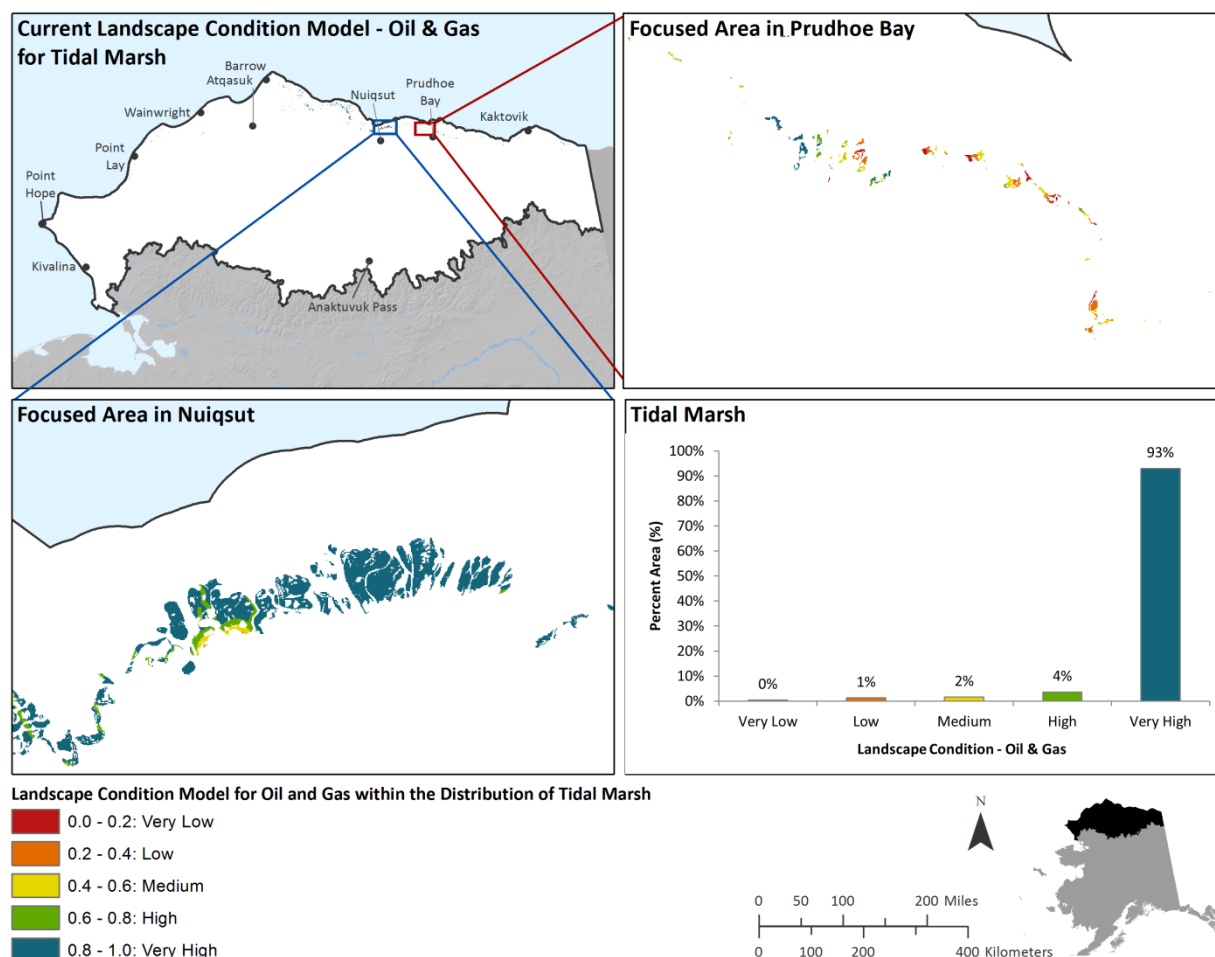 Current Landscape Condition Model - Oil & Gas
for Tidal Marsh
Barrow
Atqasuk
Wainwright
Nuiqsut
Prudhoe
Bay
Kaktovik
Point
Lay
Point
Hope
Kivalina
Anaktuvuk Pass
Focused Area in Prudhoe Bay
Focused Area in Nuiqsut
Tidal Marsh
100%
90%
80%
70%
60%
50%
40%
30%
20%
10%
0%
Percent Area (%)
0%
1%
2%
4%
93%
Very Low
Low
Medium
High
Very High
Landscape Condition - Oil & Gas
Landscape Condition Model for Oil and Gas within the Distribution of Tidal Marsh
0.0 - 0.2: Very Low
0.2 - 0.4: Low
0.4 - 0.6: Medium
0.6 - 0.8: High
0.8 - 1.0: Very High
N
0 50 100 200 Miles
0 100 200 400 Kilometers